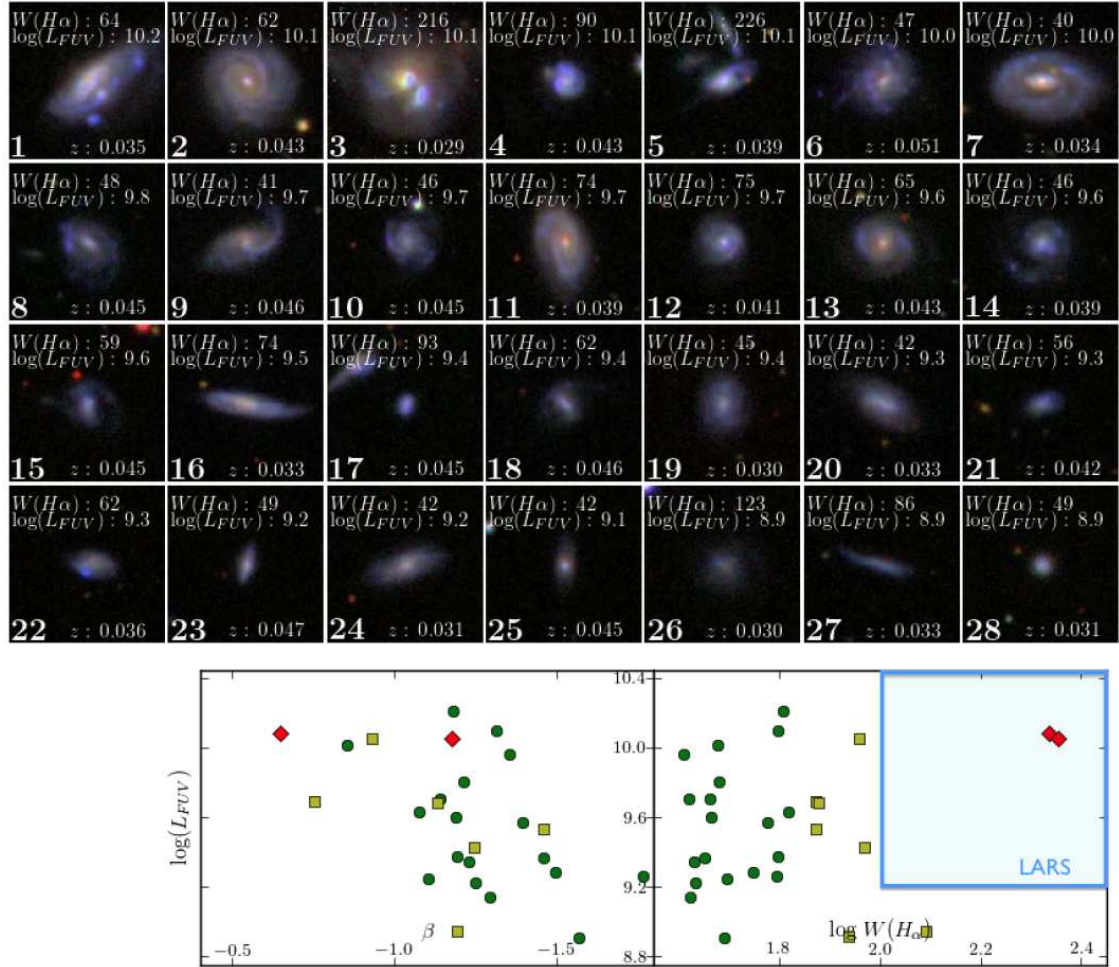 W(Hα) : 64
log(L_FUV) : 10.2
1
z : 0.035
W(Hα) : 62
log(L_FUV) : 10.1
2
z : 0.043
W(Hα) : 216
log(L_FUV) : 10.1
3
z : 0.029
W(Hα) : 90
log(L_FUV) : 10.1
4
z : 0.043
W(Hα) : 226
log(L_FUV) : 10.1
5
z : 0.039
W(Hα) : 47
log(L_FUV) : 10.0
6
z : 0.051
W(Hα) : 40
log(L_FUV) : 10.0
7
z : 0.034
W(Hα) : 48
log(L_FUV) : 9.8
8
z : 0.045
W(Hα) : 41
log(L_FUV) : 9.7
9
z : 0.046
W(Hα) : 46
log(L_FUV) : 9.7
10
z : 0.045
W(Hα) : 74
log(L_FUV) : 9.7
11
z : 0.039
W(Hα) : 75
log(L_FUV) : 9.7
12
z : 0.041
W(Hα) : 65
log(L_FUV) : 9.6
13
z : 0.043
W(Hα) : 46
log(L_FUV) : 9.6
14
z : 0.039
W(Hα) : 59
log(L_FUV) : 9.6
15
z : 0.045
W(Hα) : 74
log(L_FUV) : 9.5
16
z : 0.033
W(Hα) : 93
log(L_FUV) : 9.4
17
z : 0.045
W(Hα) : 62
log(L_FUV) : 9.4
18
z : 0.046
W(Hα) : 45
log(L_FUV) : 9.4
19
z : 0.030
W(Hα) : 42
log(L_FUV) : 9.3
20
z : 0.033
W(Hα) : 56
log(L_FUV) : 9.3
21
z : 0.042
W(Hα) : 62
log(L_FUV) : 9.3
22
z : 0.036
W(Hα) : 49
log(L_FUV) : 9.2
23
z : 0.047
W(Hα) : 42
log(L_FUV) : 9.2
24
z : 0.031
W(Hα) : 42
log(L_FUV) : 9.1
25
z : 0.045
W(Hα) : 123
log(L_FUV) : 8.9
26
z : 0.030
W(Hα) : 86
log(L_FUV) : 8.9
27
z : 0.033
W(Hα) : 49
log(L_FUV) : 8.9
28
z : 0.031
log(L_FUV)
10.4
10.0
9.6
9.2
8.8
LARS
−0.5
−1.0
β
−1.5
1.8
log W(H_α)
2.0
2.2
2.4